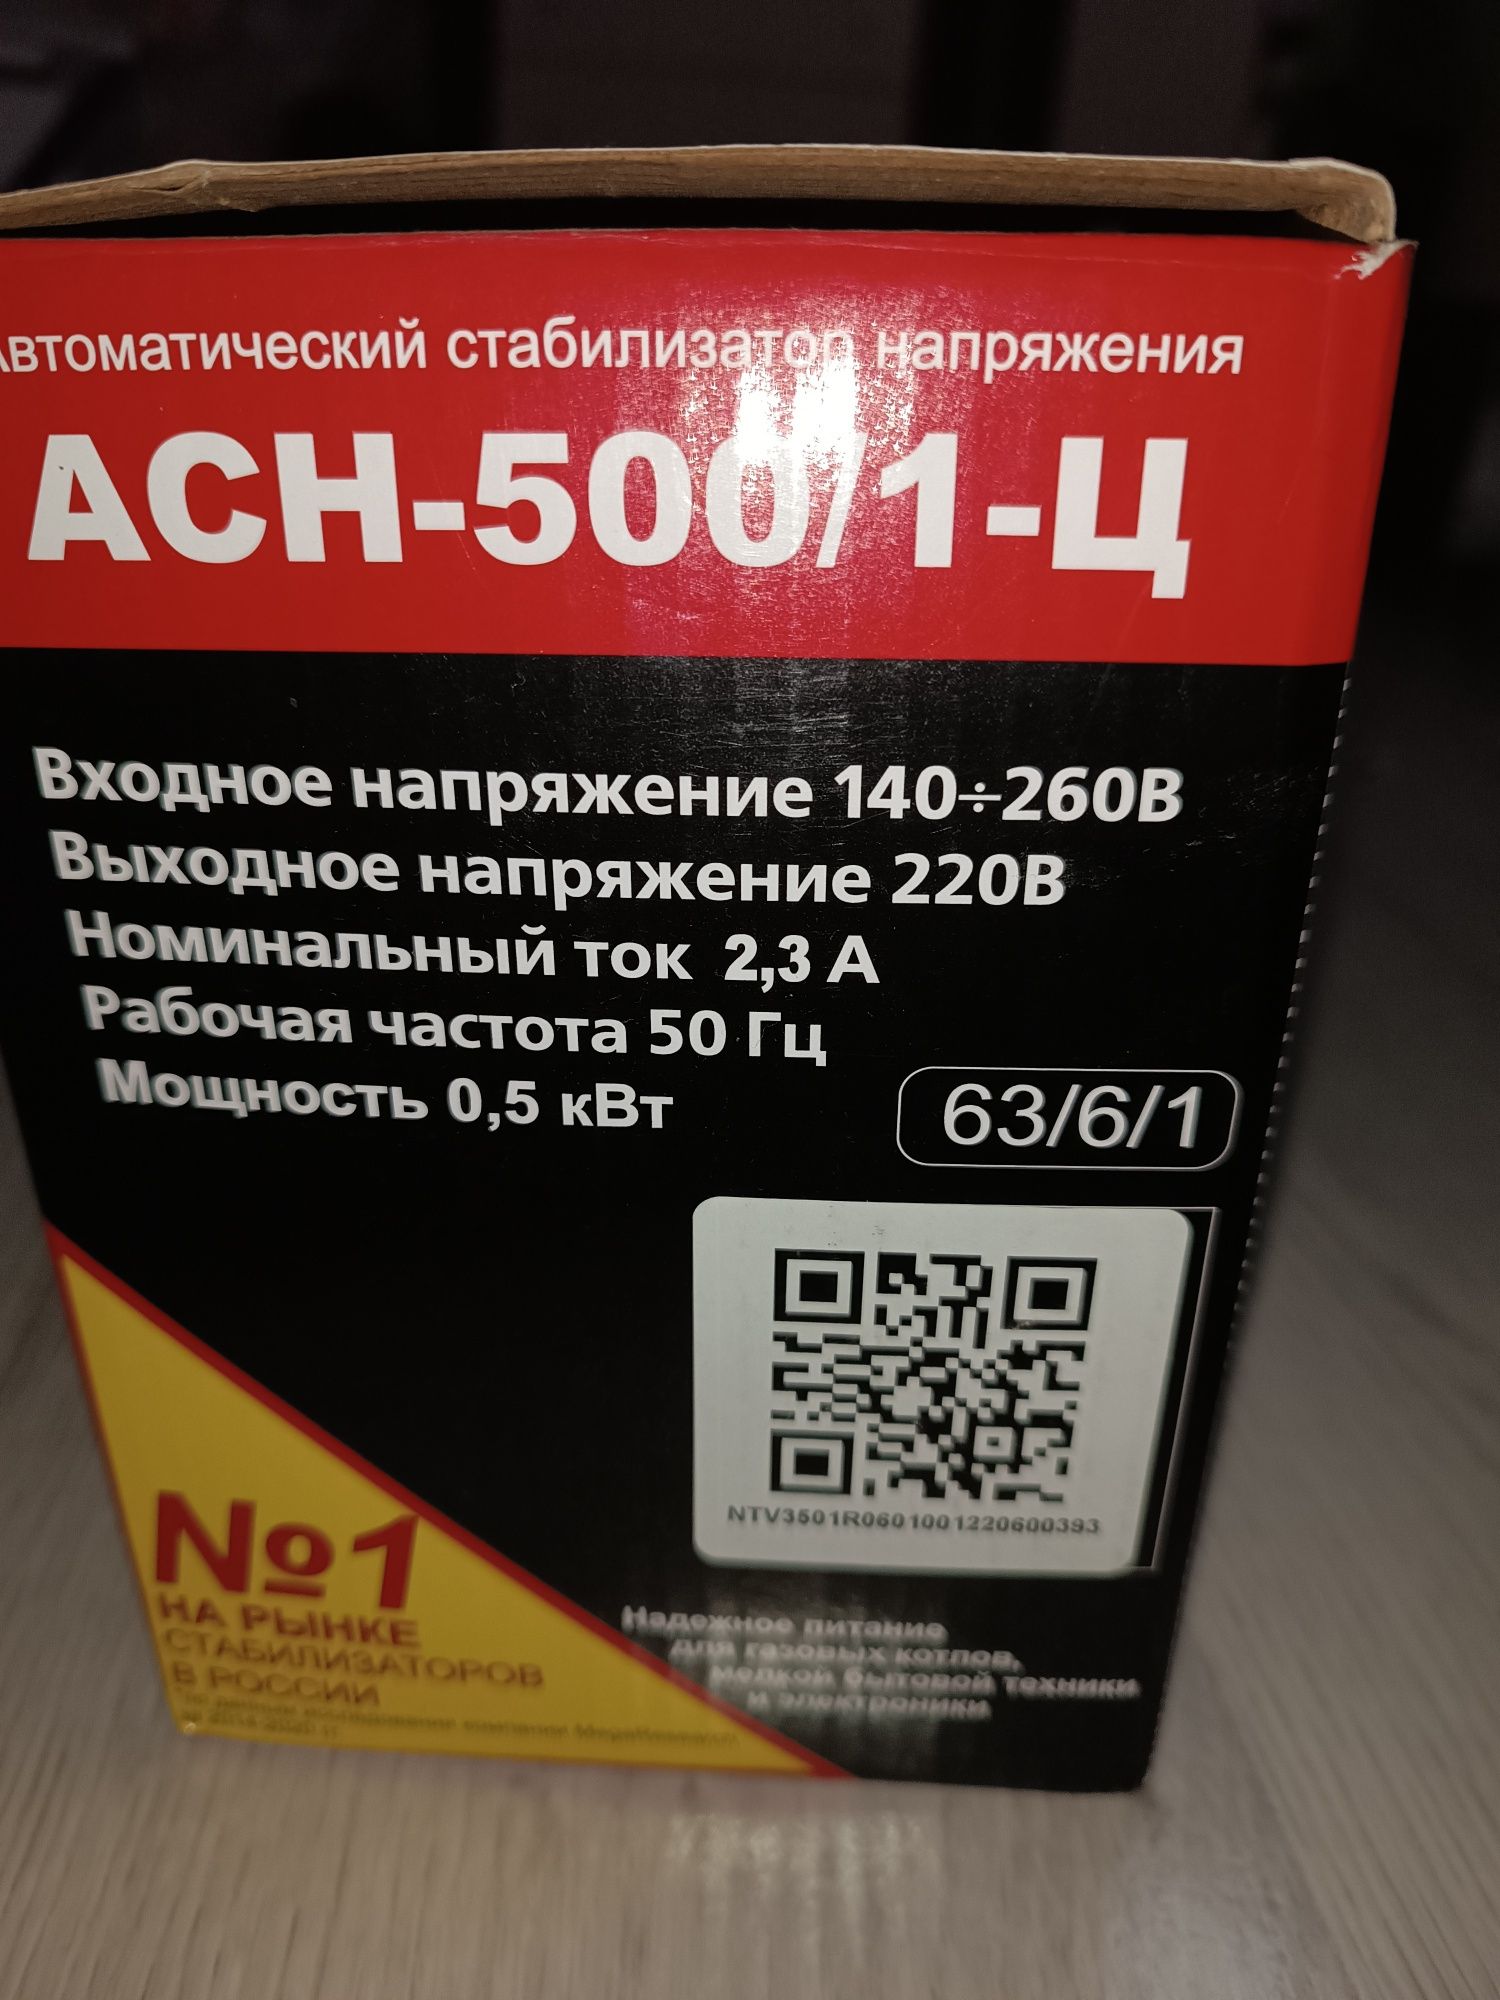 Автоматический стабилизатор напряжения
АСН-500/1-Ц
Входное напряжение 140÷260В
Выходное напряжение 220В
Номинальный ток 2,3 А
Рабочая частота 50 Гц
Мощность 0,5 кВт
63/6/1
NTV3501R0601001220600393
№1
НА РЫНКЕ
СТАБИЛИЗАТОРОВ
В РОССИИ
Надежное питание
для газовых котлов,
мелкой бытовой техники
и электроники